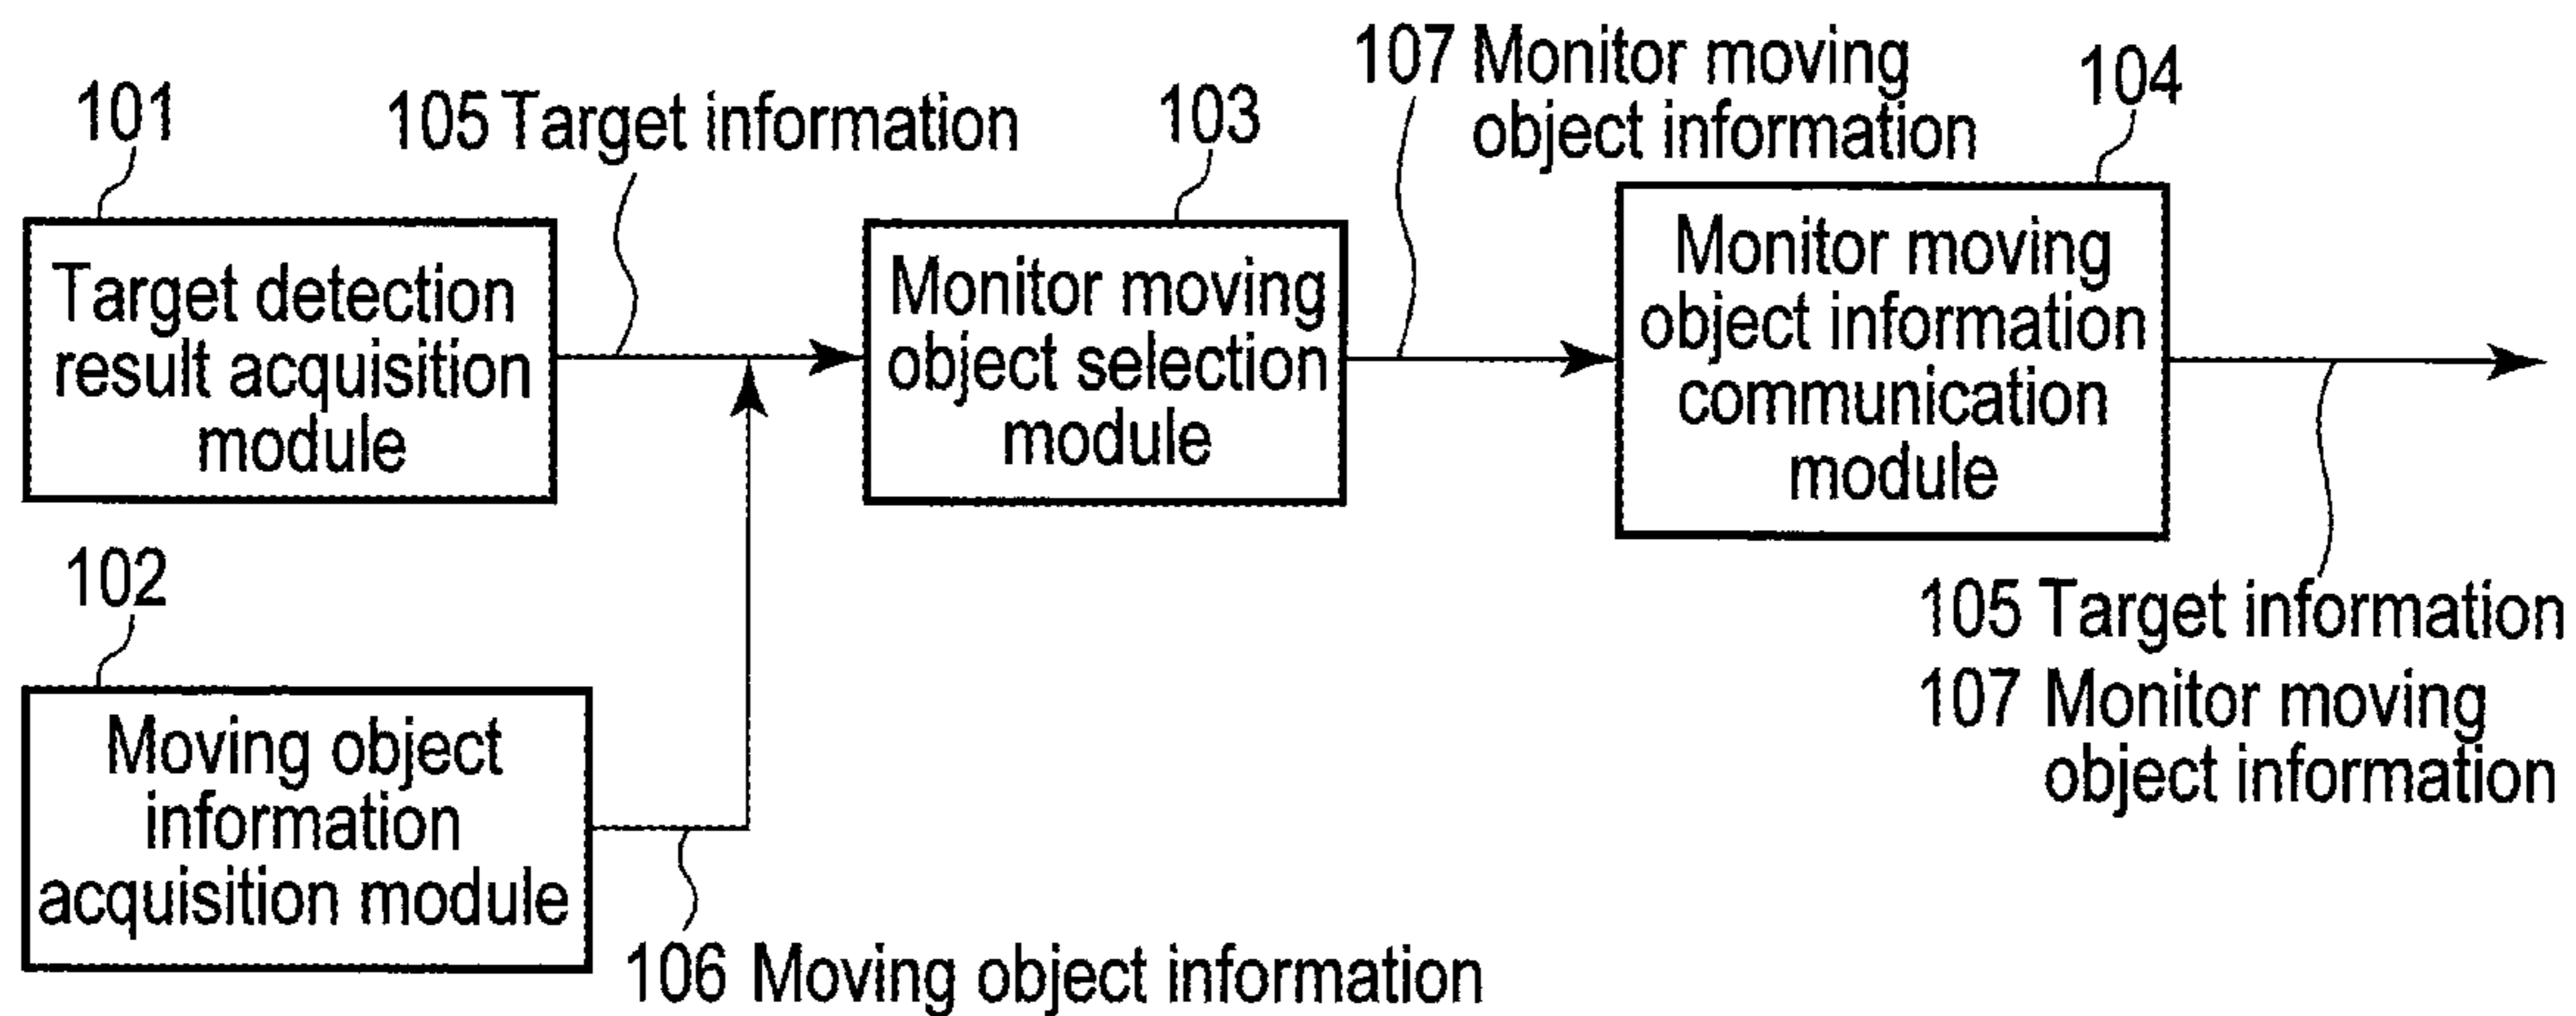 101
105 Target information
103
107 Monitor moving
object information
104
Target detection
result acquisition
module
Monitor moving
object selection
module
Monitor moving
object information
communication
module
102
105 Target information
107 Monitor moving
object information
Moving object
information
acquisition module
106 Moving object information